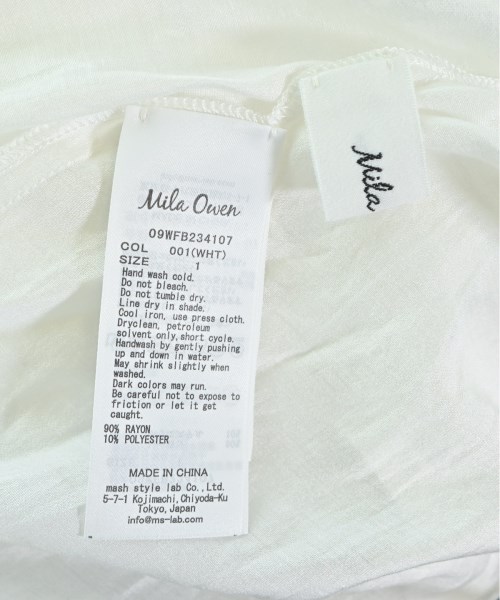 Mila Owen
09WFB234107
COL 001(WHT)
SIZE 1
Hand wash cold.
Do not bleach.
Do not tumble dry.
Line dry in shade.
Cool iron, use press cloth.
Dryclean, petroleum
solvent only,short cycle.
Handwash by gently pushing
up and down in water.
May shrink slightly when
washed.
Dark colors may run.
Be careful not to expose to
friction or let it get
caught.
90% RAYON
10% POLYESTER
MADE IN CHINA
mash style lab Co.,Ltd.
5-7-1 Kojimachi,Chiyoda-Ku
Tokyo,Japan
info@ms-lab.com
Mila